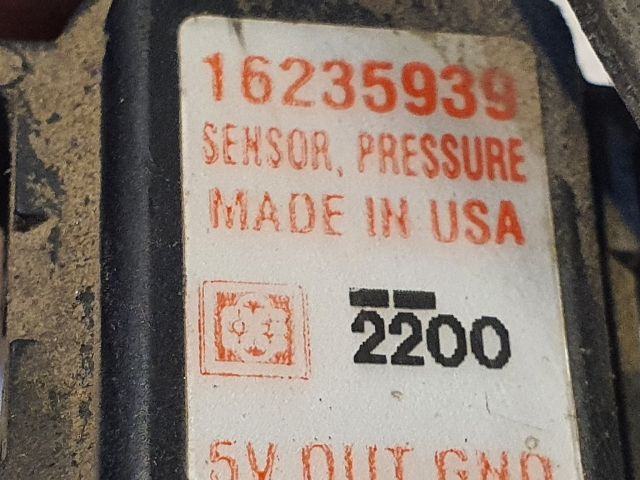 16235939
SENSOR, PRESSURE
MADE IN USA
2200
5V OUT GND